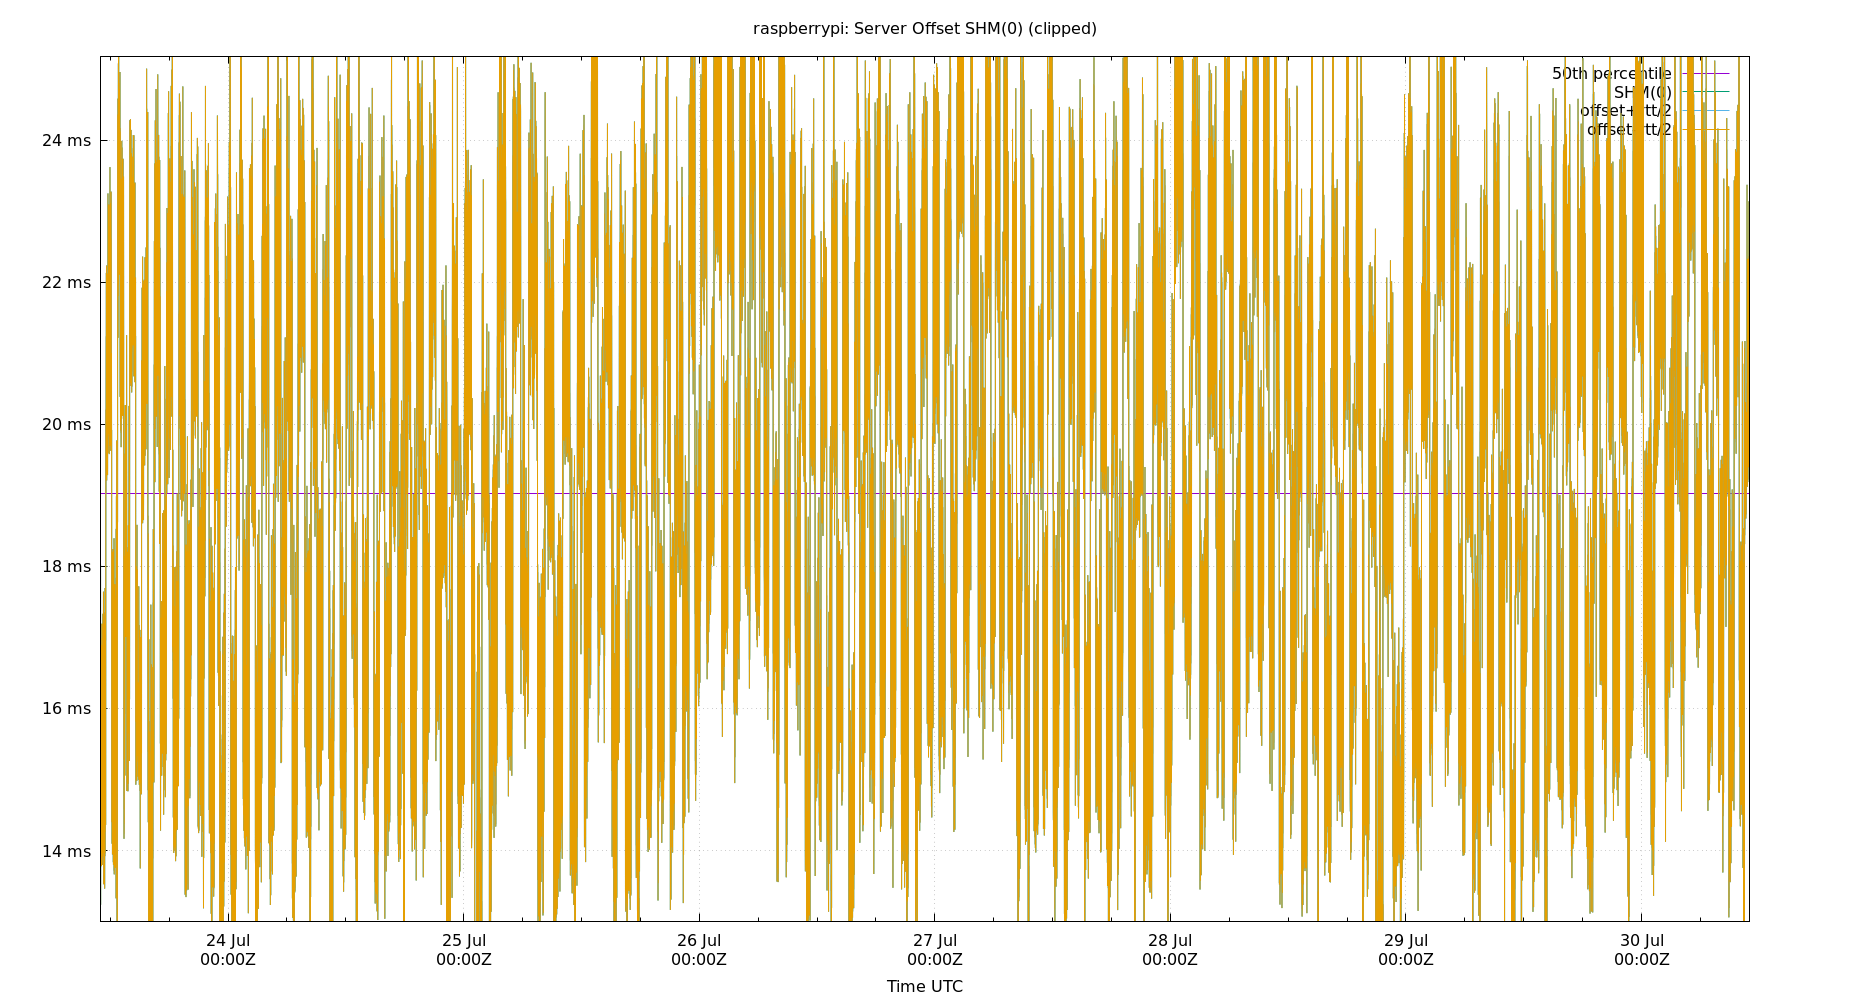 raspberrypi: Server Offset SHM(0) (clipped)
50th percentile
SHM(0)
offset+rtt/2
offset-rtt/2
24 ms
22 ms
20 ms
18 ms
16 ms
14 ms
24 Jul 25 Jul 26 Jul 27 Jul 28 Jul 29 Jul 30 Jul
00:00Z 00:00Z 00:00Z 00:00Z 00:00Z 00:00Z 00:00Z
Time UTC